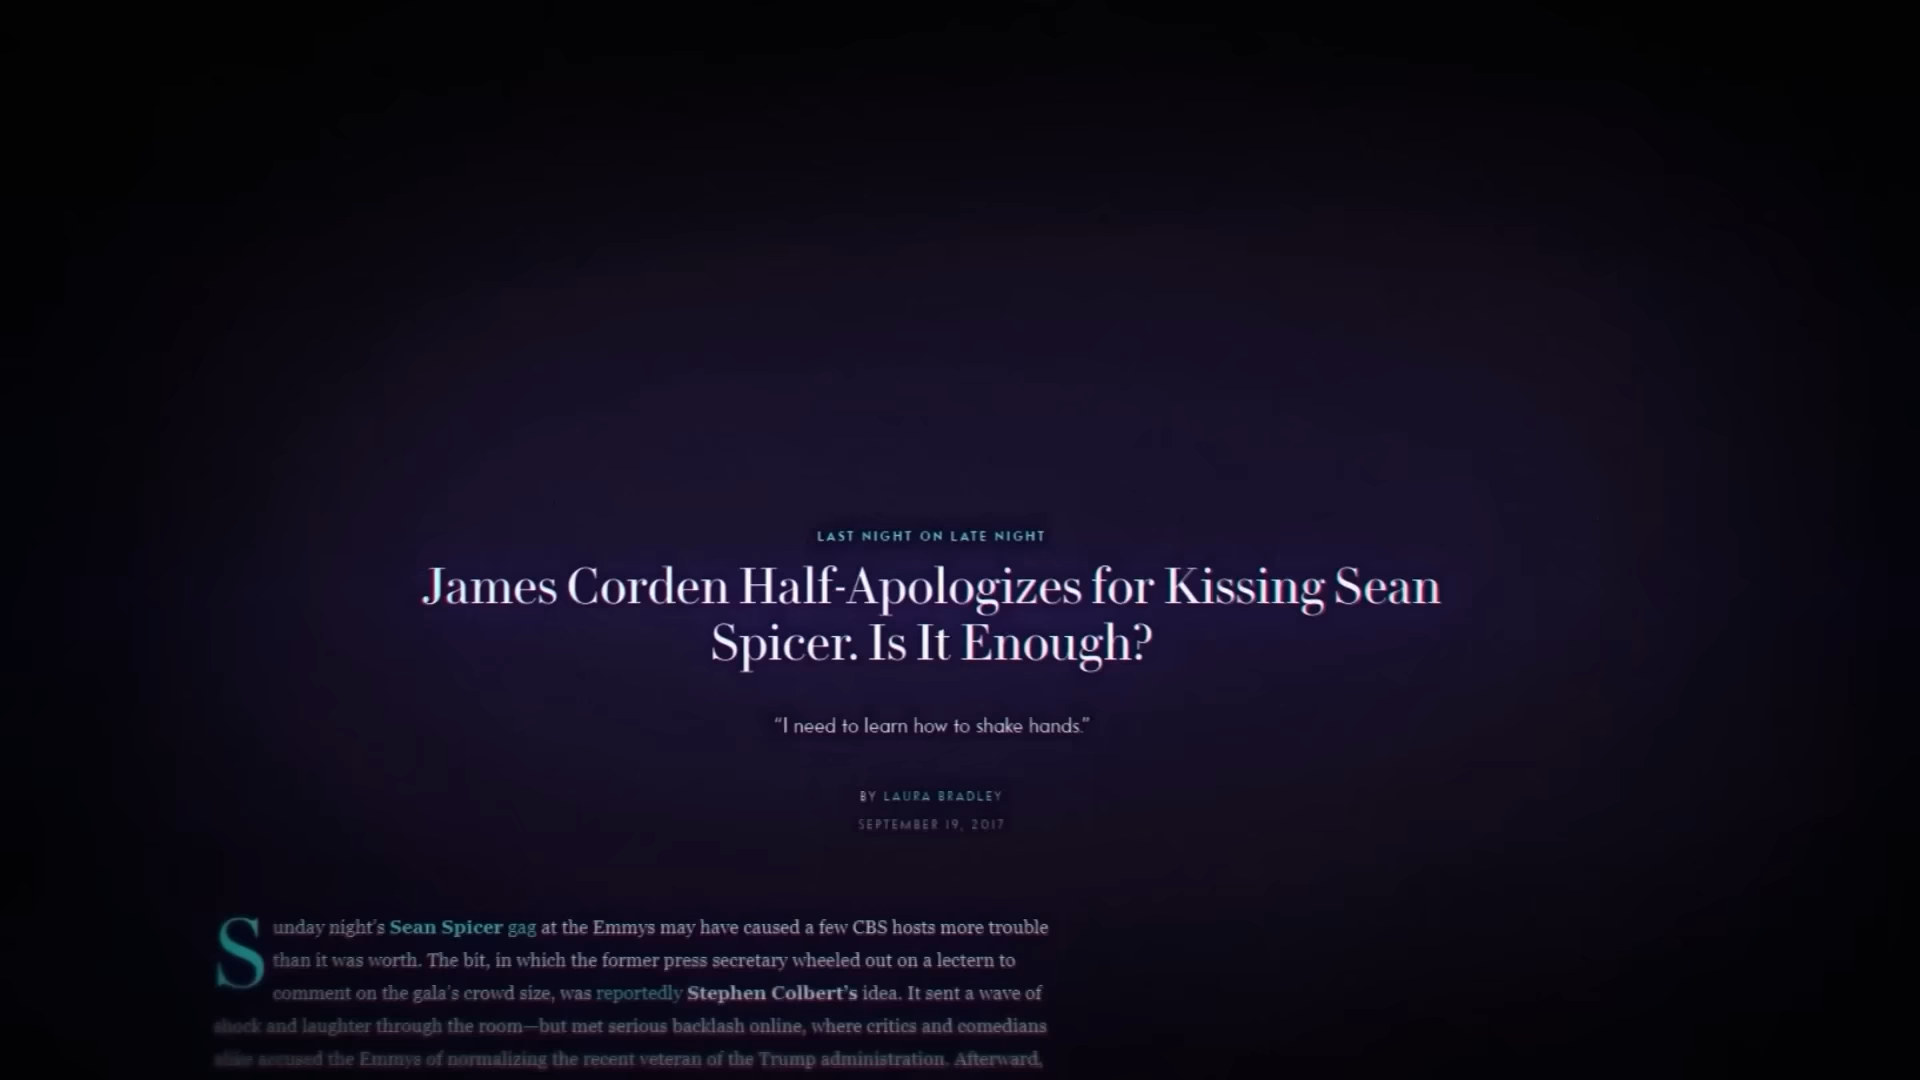 LAST NIGHT ON LATE NIGHT
James Corden Half-Apologizes for Kissing Sean
Spicer. Is It Enough?
“I need to learn how to shake hands.”
BY LAURA BRADLEY
SEPTEMBER 19, 2017
Sunday night’s Sean Spicer gag at the Emmys may have caused a few CBS hosts more trouble
than it was worth. The bit, in which the former press secretary wheeled out on a lectern to
comment on the gala’s crowd size, was reportedly Stephen Colbert’s idea. It sent a wave of
shock and laughter through the room—but met serious backlash online, where critics and comedians
alike accused the Emmys of normalizing the recent veteran of the Trump administration. Afterward,